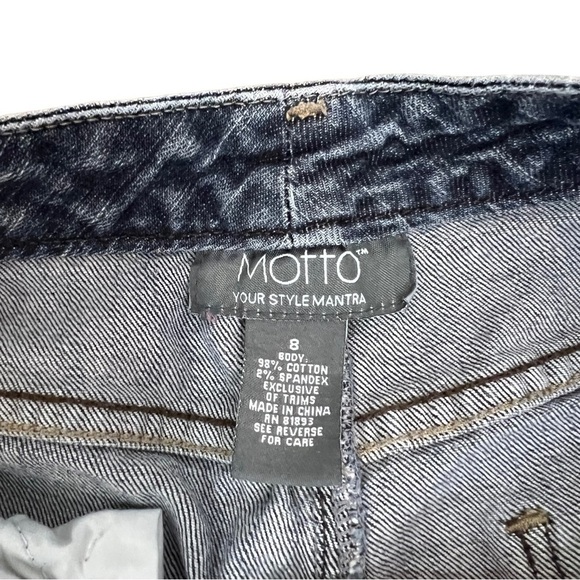 MOTTO™
YOUR STYLE MANTRA
8
BODY:
98% COTTON
2% SPANDEX
EXCLUSIVE
OF TRIMS
MADE IN CHINA
RN 81893
SEE REVERSE
FOR CARE